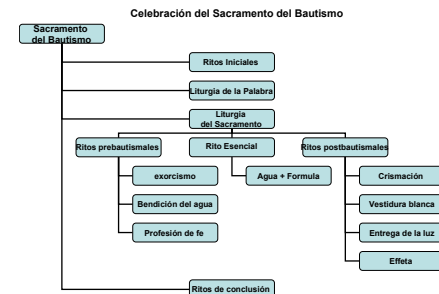 Celebración del Sacramento del Bautismo
Sacramento
del Bautismo
Ritos Iniciales
Liturgia de la Palabra
Liturgia
del Sacramento
Ritos prebautismales
Rito Esencial
Ritos postbautismales
exorcismo
Agua + Formula
Crismación
Bendición del agua
Vestidura blanca
Profesión de fe
Entrega de la luz
Effeta
Ritos de conclusión